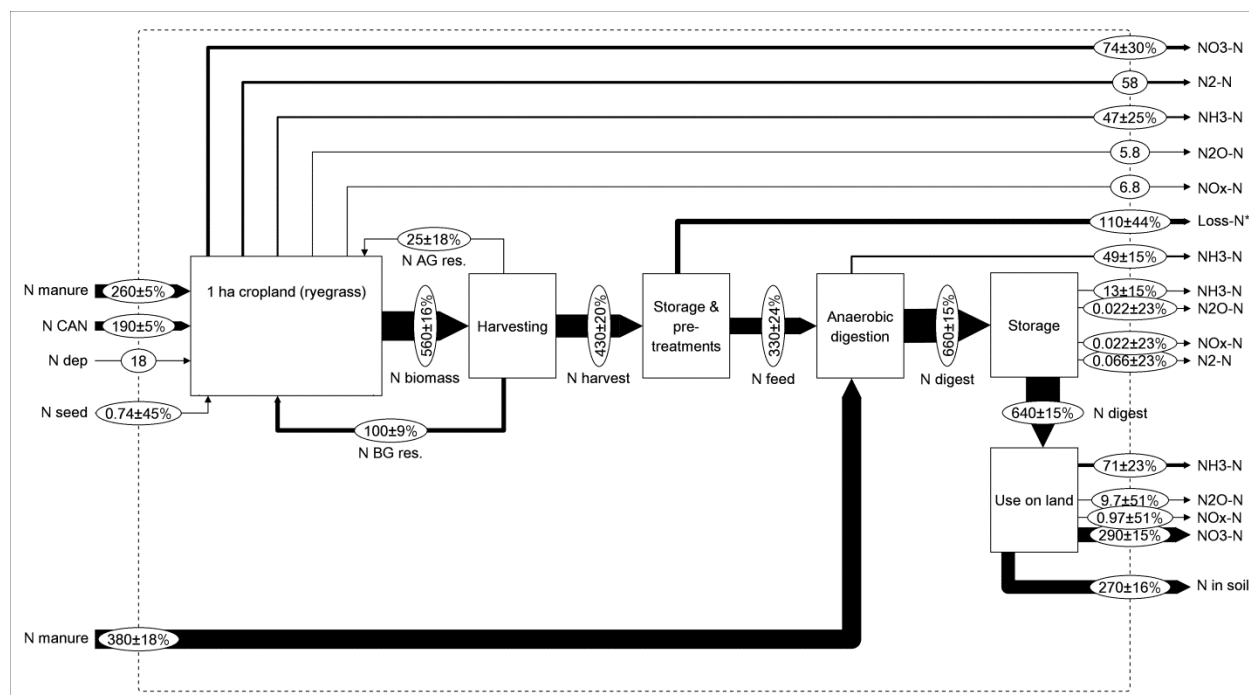 74±30%
NO3-N
58
N2-N
47±25%
NH3-N
5.8
N2O-N
6.8
NOx-N
110±44%
Loss-N*
25±18%
N AG res.
49±15%
NH3-N
N manure
260±5%
1 ha cropland (ryegrass)
N CAN
190±5%
N dep
18
N seed
0.74±45%
560±16%
N biomass
Harvesting
100±9%
N BG res.
430±20%
N harvest
Storage &
pre-
treatments
330±24%
N feed
Anaerobic
digestion
660±15%
N digest
Storage
13±15%
NH3-N
0.022±23%
N2O-N
0.022±23%
NOx-N
0.066±23%
N2-N
640±15%
N digest
Use on land
71±23%
NH3-N
9.7±51%
N2O-N
0.97±51%
NOx-N
290±15%
NO3-N
270±16%
N in soil
N manure
380±18%